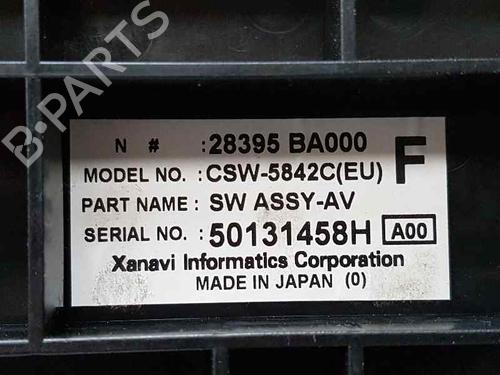 N #: 28395 BA000
MODEL NO.: CSW-5842C(EU) F
PART NAME: SW ASSY-AV
SERIAL NO.: 50131458H A00
Xanavi Informatics Corporation
MADE IN JAPAN (0)
B-PARTS